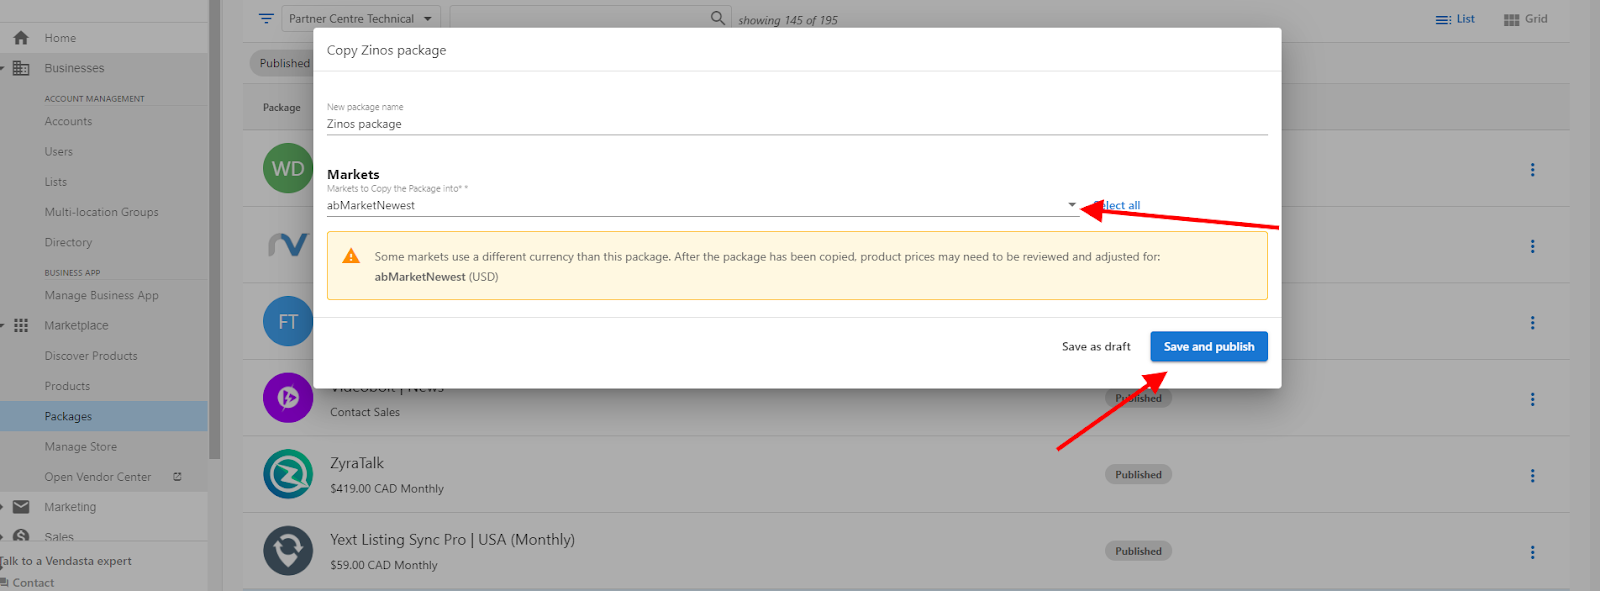 Partner Centre Technical
showing 145 of 195
List
Grid
Home
Businesses
ACCOUNT MANAGEMENT
Accounts
Users
Lists
Multi-location Groups
Directory
BUSINESS APP
Manage Business App
Marketplace
Discover Products
Products
Packages
Manage Store
Open Vendor Center
Marketing
Sales
Talk to a Vendasta expert
Contact
Published
Package
WD
FT
Copy Zinos package
New package name
Zinos package
Markets
Markets to Copy the Package into* *
abMarketNewest
Select all
Some markets use a different currency than this package. After the package has been copied, product prices may need to be reviewed and adjusted for:
abMarketNewest (USD)
Save as draft
Save and publish
Videobolt | News
Contact Sales
Published
ZyraTalk
$419.00 CAD Monthly
Published
Yext Listing Sync Pro | USA (Monthly)
$59.00 CAD Monthly
Published